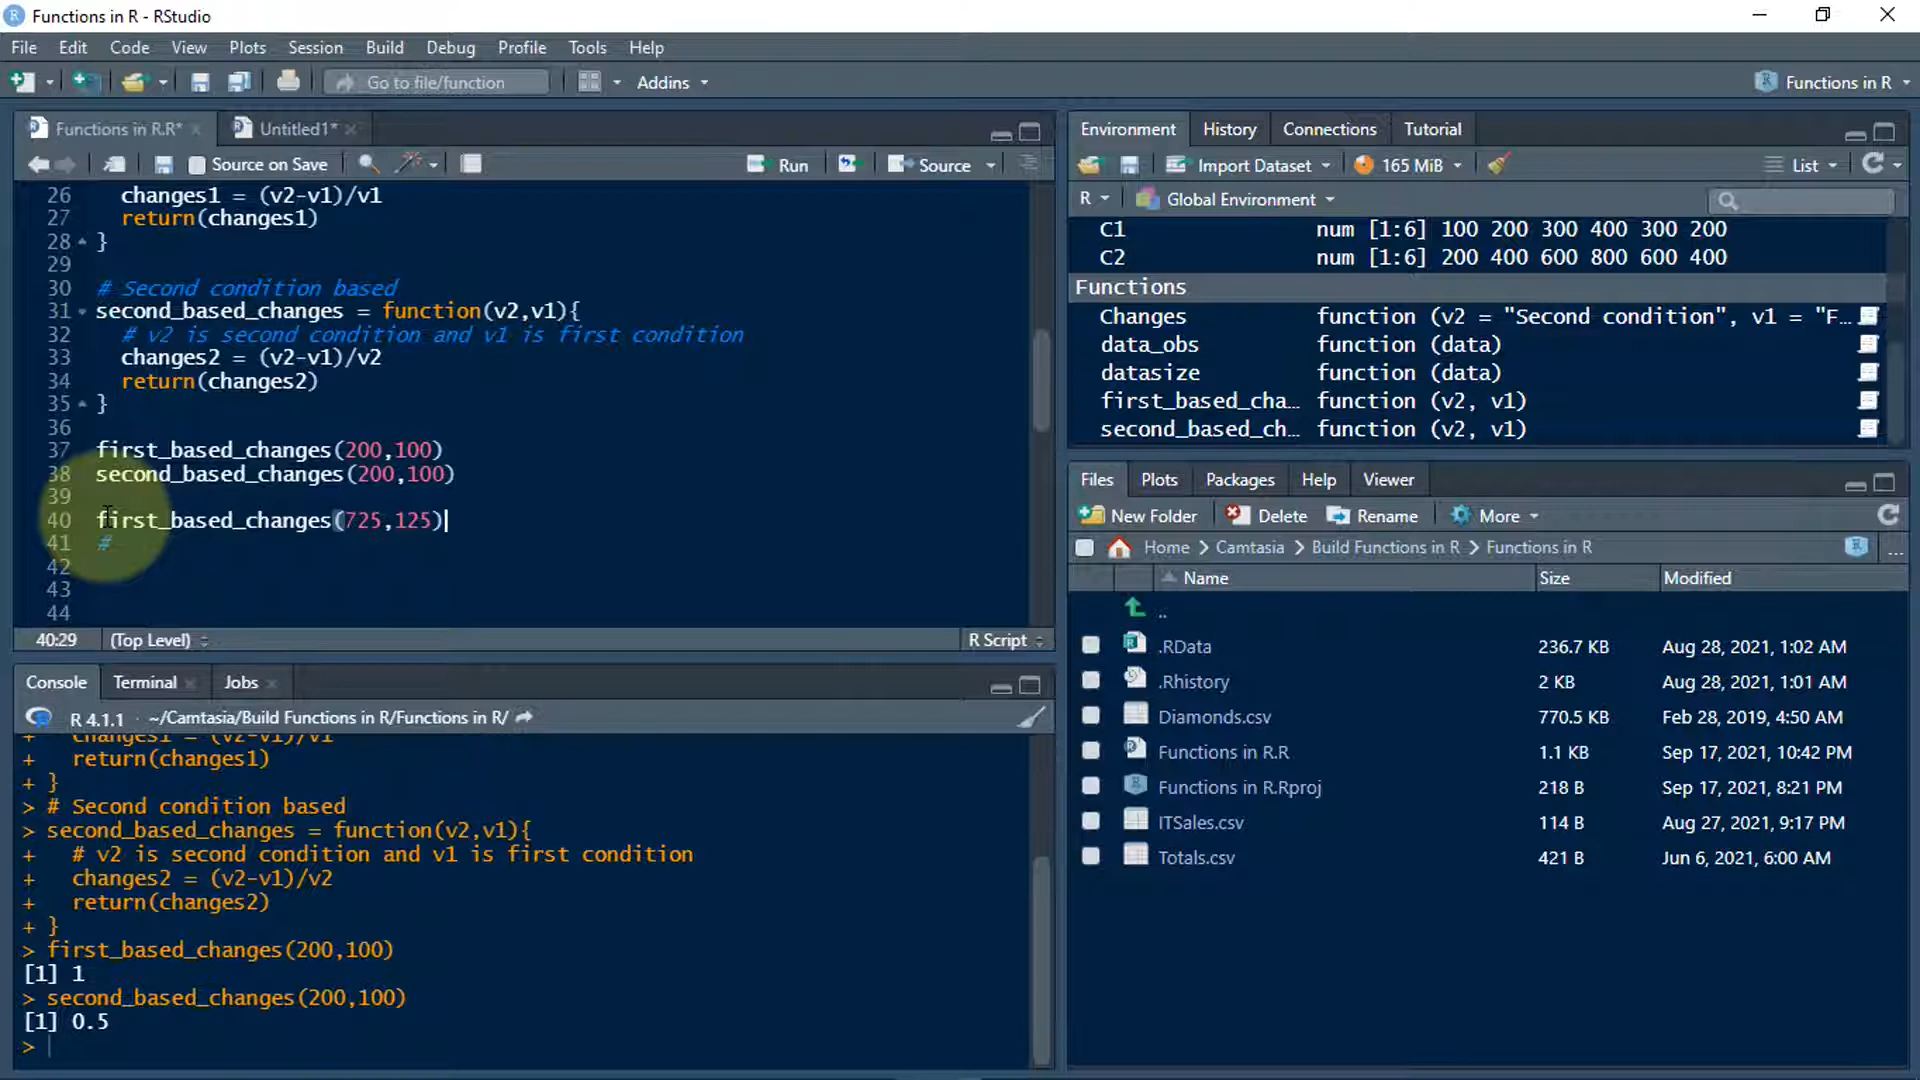 Functions in R - RStudio
File Edit Code View Plots Session Build Debug Profile Tools Help
Go to file/function Addins Functions in R
Functions in R.R* Untitled1*
Source on Save Run Source
26 changes1 = (v2-v1)/v1
27 return(changes1)
28 }
29
30 # Second condition based
31 second_based_changes = function(v2,v1){
32 # v2 is second condition and v1 is first condition
33 changes2 = (v2-v1)/v2
34 return(changes2)
35 }
36
37 first_based_changes(200,100)
38 second_based_changes(200,100)
39
40 first_based_changes(725,125)
41 #
42
43
44
40:29 (Top Level) R Script
Console Terminal Jobs
R 4.1.1 · ~/Camtasia/Build Functions in R/Functions in R/
+ changes1 = (v2-v1)/v1
+ return(changes1)
+ }
> # Second condition based
> second_based_changes = function(v2,v1){
+ # v2 is second condition and v1 is first condition
+ changes2 = (v2-v1)/v2
+ return(changes2)
+ }
> first_based_changes(200,100)
[1] 1
> second_based_changes(200,100)
[1] 0.5
>
Environment History Connections Tutorial
Import Dataset 165 MiB List
R Global Environment
C1 num [1:6] 100 200 300 400 300 200
C2 num [1:6] 200 400 600 800 600 400
Functions
Changes function (v2 = "Second condition", v1 = "F…
data_obs function (data)
datasize function (data)
first_based_cha… function (v2, v1)
second_based_ch… function (v2, v1)
Files Plots Packages Help Viewer
New Folder Delete Rename More
Home > Camtasia > Build Functions in R > Functions in R ...
Name Size Modified
..
.RData 236.7 KB Aug 28, 2021, 1:02 AM
.Rhistory 2 KB Aug 28, 2021, 1:01 AM
Diamonds.csv 770.5 KB Feb 28, 2019, 4:50 AM
Functions in R.R 1.1 KB Sep 17, 2021, 10:42 PM
Functions in R.Rproj 218 B Sep 17, 2021, 8:21 PM
ITSales.csv 114 B Aug 27, 2021, 9:17 PM
Totals.csv 421 B Jun 6, 2021, 6:00 AM